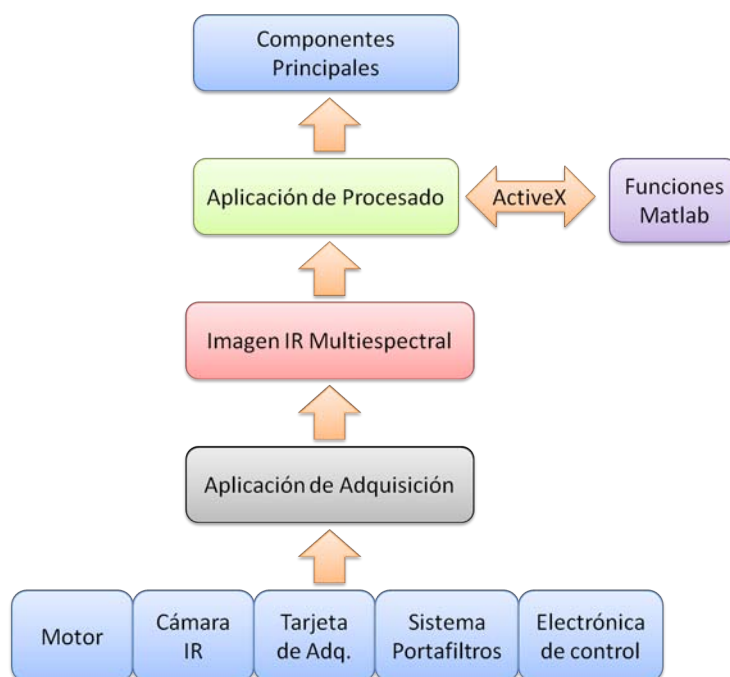 Componentes
Principales
Aplicación de Procesado
ActiveX
Funciones
Matlab
Imagen IR Multiespectral
Aplicación de Adquisición
Motor
Cámara
IR
Tarjeta
de Adq.
Sistema
Portafiltros
Electrónica
de control